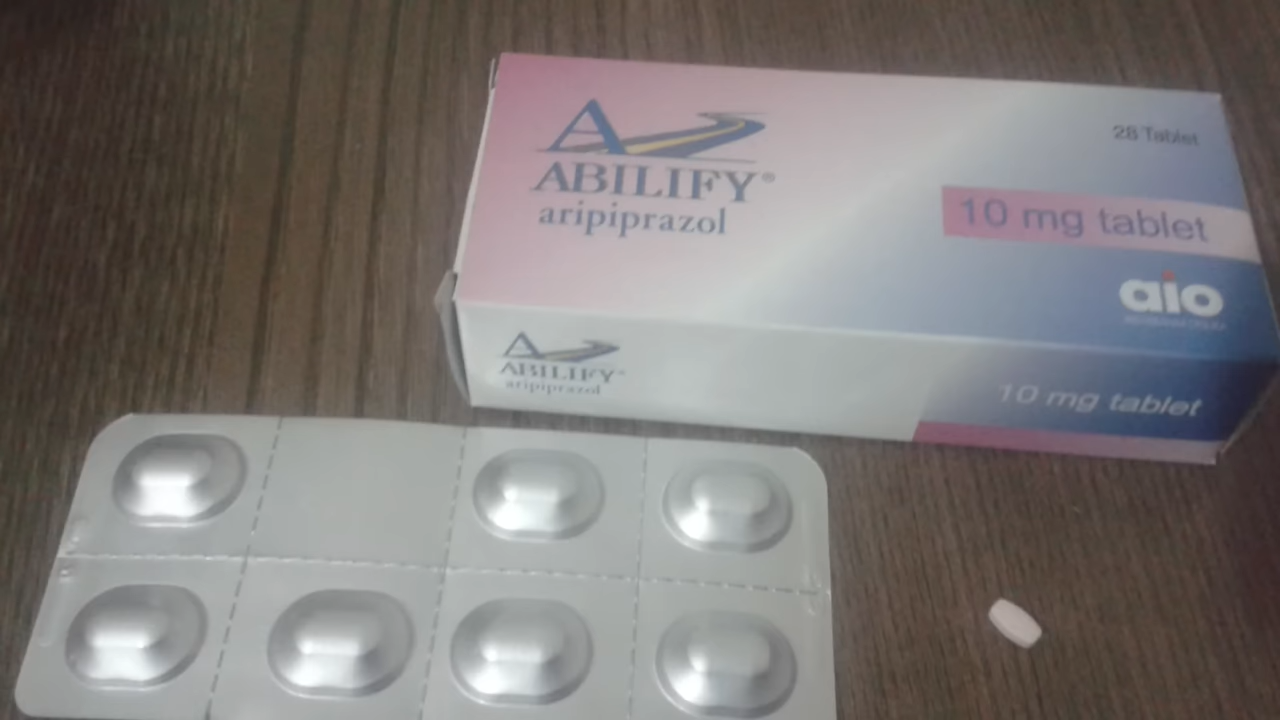 A
ABILIFY®
aripiprazol
28 Tablet
10 mg tablet
aio
A
ABILIFY®
aripiprazol
10 mg tablet